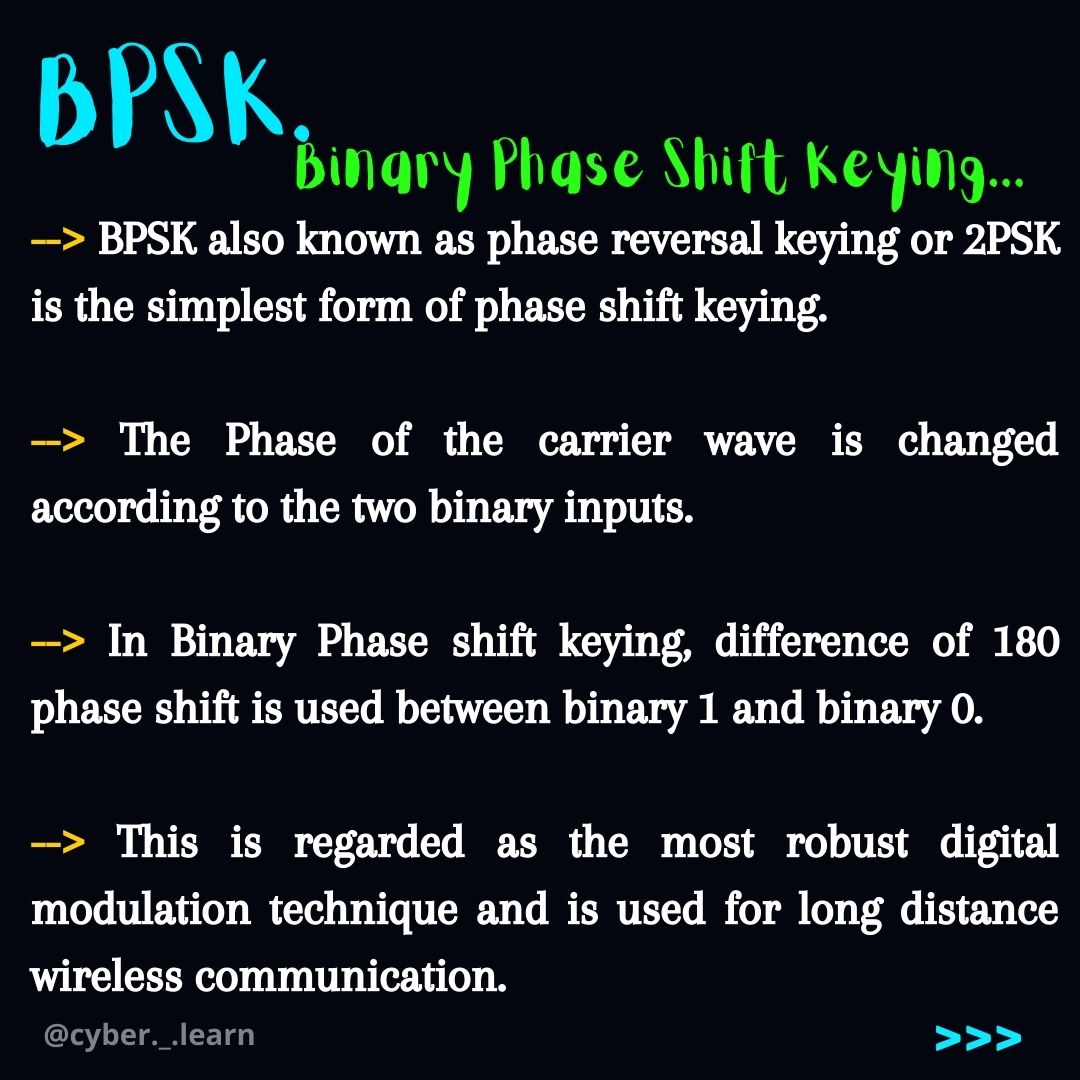 BPSK.
Binary Phase Shift Keying...
--> BPSK also known as phase reversal keying or 2PSK
is the simplest form of phase shift keying.
--> The Phase of the carrier wave is changed
according to the two binary inputs.
--> In Binary Phase shift keying, difference of 180
phase shift is used between binary 1 and binary 0.
--> This is regarded as the most robust digital
modulation technique and is used for long distance
wireless communication.
@cyber._.learn
>>>